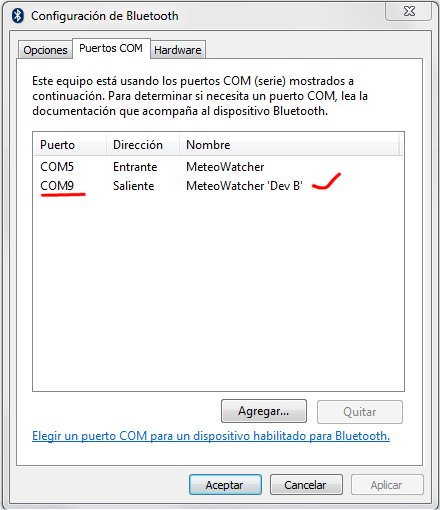 Configuración de Bluetooth
Opciones Puertos COM Hardware
Este equipo está usando los puertos COM (serie) mostrados a
continuación. Para determinar si necesita un puerto COM, lea la
documentación que acompaña al dispositivo Bluetooth.
Puerto Dirección Nombre
COM5 Entrante MeteoWatcher
COM9 Saliente MeteoWatcher 'Dev B'
Agregar... Quitar
Elegir un puerto COM para un dispositivo habilitado para Bluetooth.
Aceptar Cancelar Aplicar